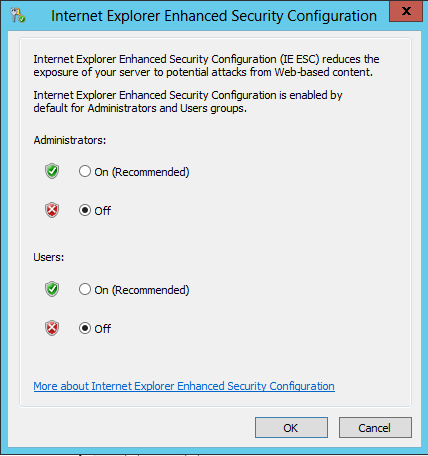 Internet Explorer Enhanced Security Configuration
Internet Explorer Enhanced Security Configuration (IE ESC) reduces the
exposure of your server to potential attacks from Web-based content.
Internet Explorer Enhanced Security Configuration is enabled by
default for Administrators and Users groups.
Administrators:
On (Recommended)
Off
Users:
On (Recommended)
Off
More about Internet Explorer Enhanced Security Configuration
OK Cancel